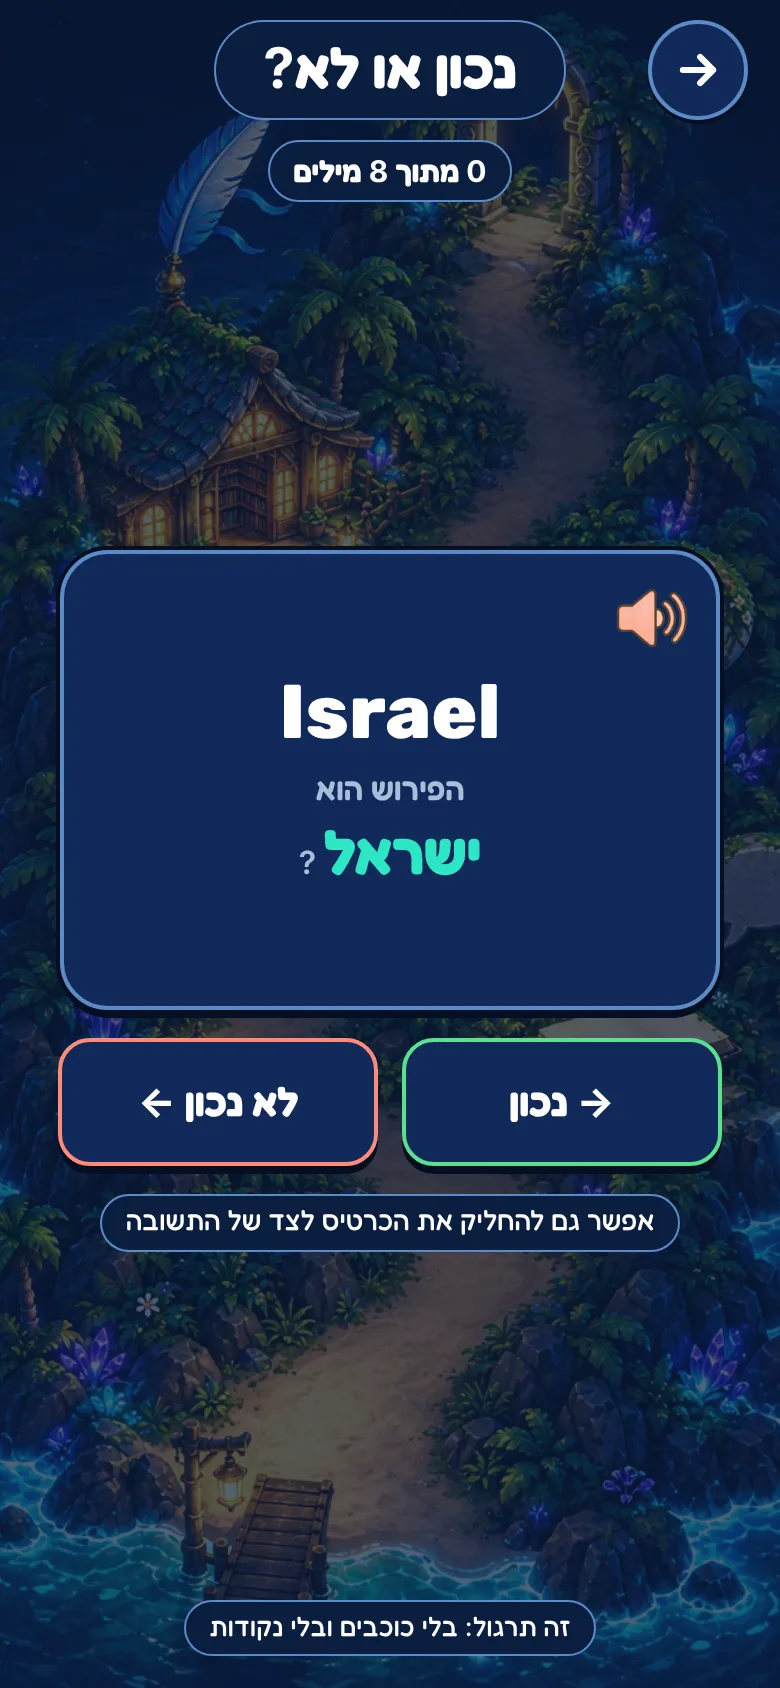 נכון או לא?
0 מתוך 8 מילים
Israel
הפירוש הוא
ישראל ?
→ נכון
לא נכון ←
אפשר גם להחליק את הכרטיס לצד של התשובה
זה תרגול: בלי כוכבים ובלי נקודות